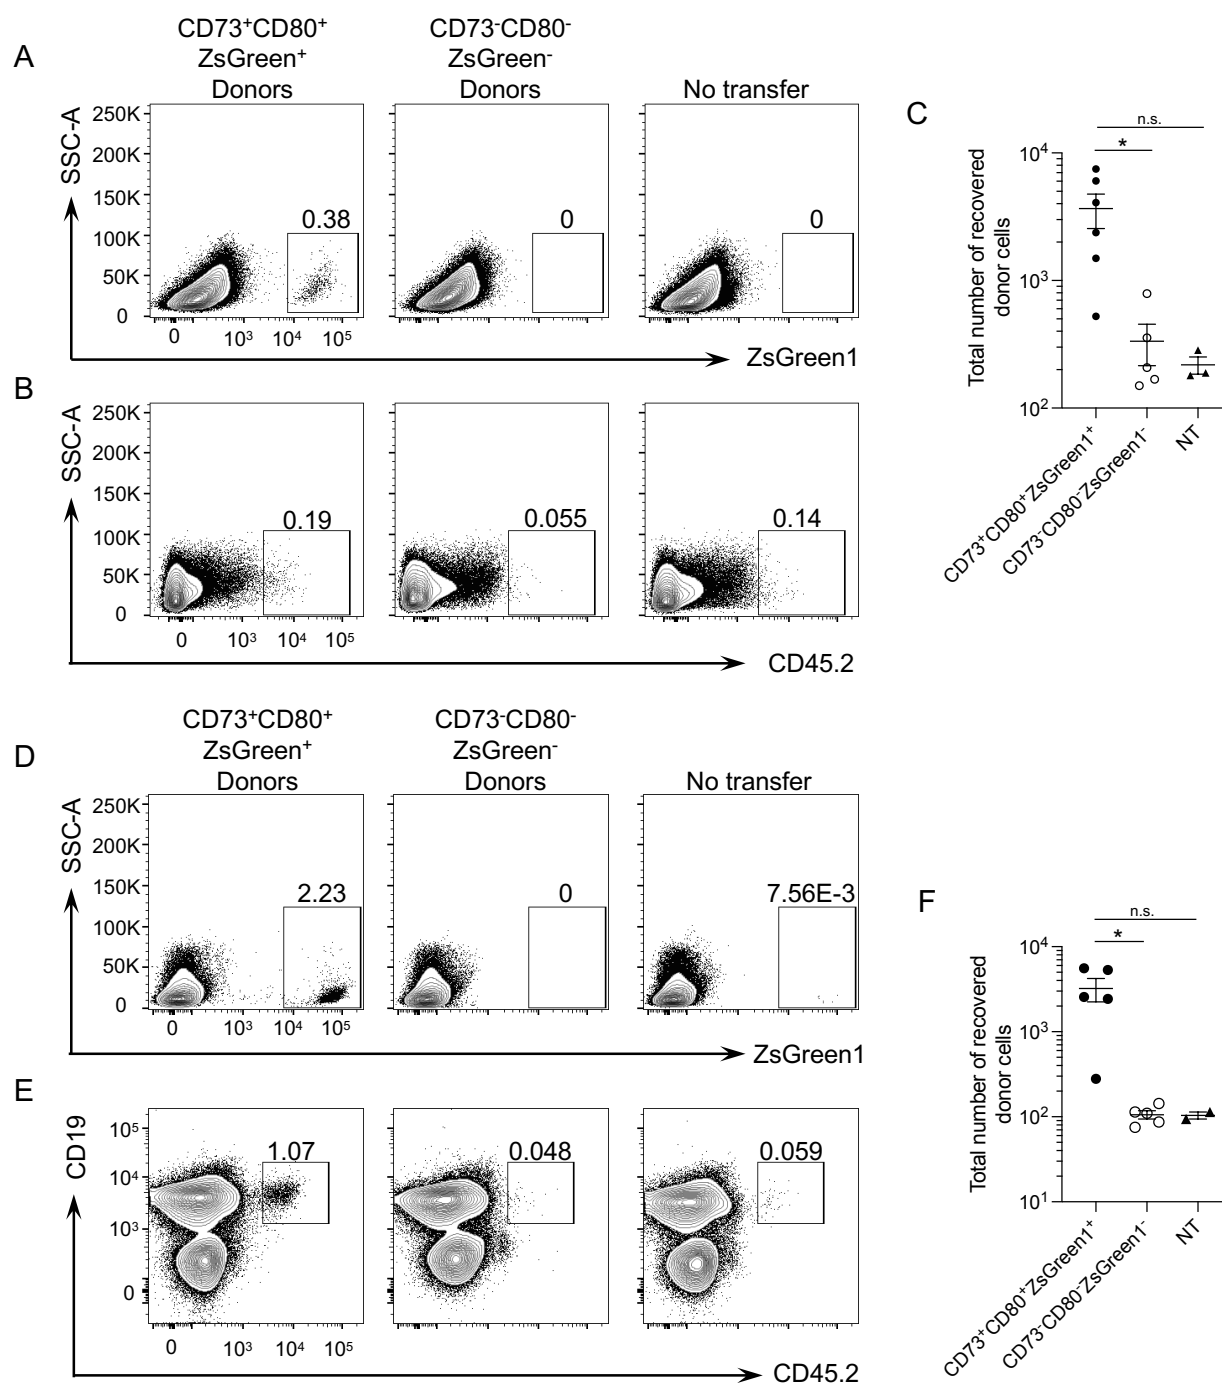 A
CD73⁺CD80⁺
ZsGreen⁺
Donors
CD73⁻CD80⁻
ZsGreen⁻
Donors
No transfer
SSC-A
250K
200K
150K
100K
50K
0
0.38
0
0
0 10³ 10⁴ 10⁵
ZsGreen1
B
SSC-A
250K
200K
150K
100K
50K
0
0.19
0.055
0.14
0 10³ 10⁴ 10⁵
CD45.2
C
Total number of recovered
donor cells
n.s.
*
10⁴
10³
10²
CD73⁺CD80⁺ZsGreen1⁺
CD73⁻CD80⁻ZsGreen1⁻
NT
D
CD73⁺CD80⁺
ZsGreen⁺
Donors
CD73⁻CD80⁻
ZsGreen⁻
Donors
No transfer
SSC-A
250K
200K
150K
100K
50K
0
2.23
0
7.56E-3
0 10³ 10⁴ 10⁵
ZsGreen1
E
CD19
10⁵
10⁴
10³
0
1.07
0.048
0.059
0 10³ 10⁴ 10⁵
CD45.2
F
Total number of recovered
donor cells
n.s.
*
10⁴
10³
10²
10¹
CD73⁺CD80⁺ZsGreen1⁺
CD73⁻CD80⁻ZsGreen1⁻
NT